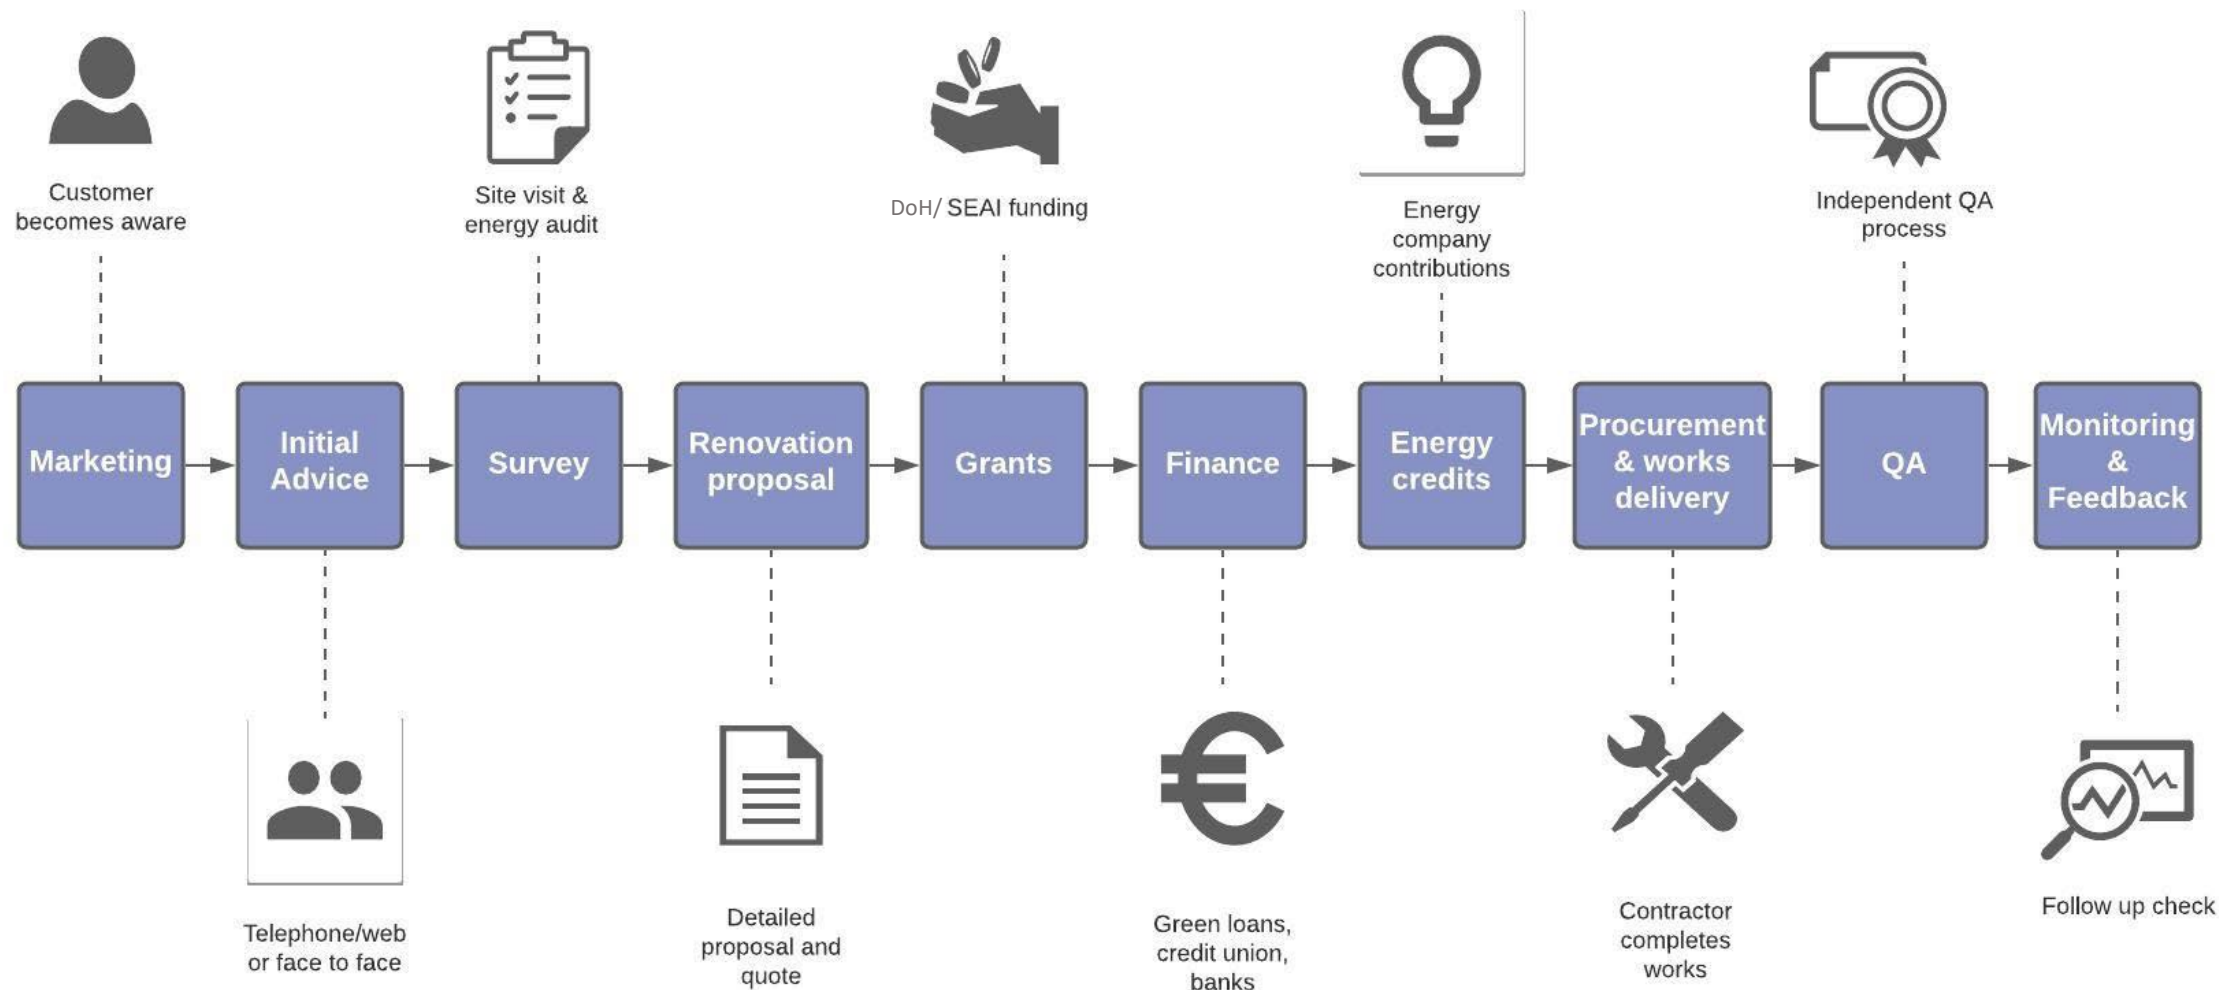 Customer
becomes aware
Site visit &
energy audit
DoH/ SEAI funding
Energy
company
contributions
Independent QA
process
Marketing
Initial
Advice
Survey
Renovation
proposal
Grants
Finance
Energy
credits
Procurement
& works
delivery
QA
Monitoring
&
Feedback
Telephone/web
or face to face
Detailed
proposal and
quote
Green loans,
credit union,
banks
Contractor
completes
works
Follow up check